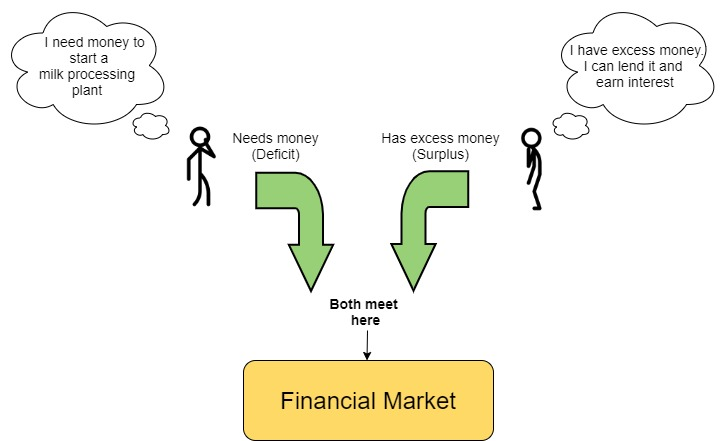 I need money to
start a
milk processing
plant
I have excess money.
I can lend it and
earn interest
Needs money
(Deficit)
Has excess money
(Surplus)
Both meet
here
Financial Market